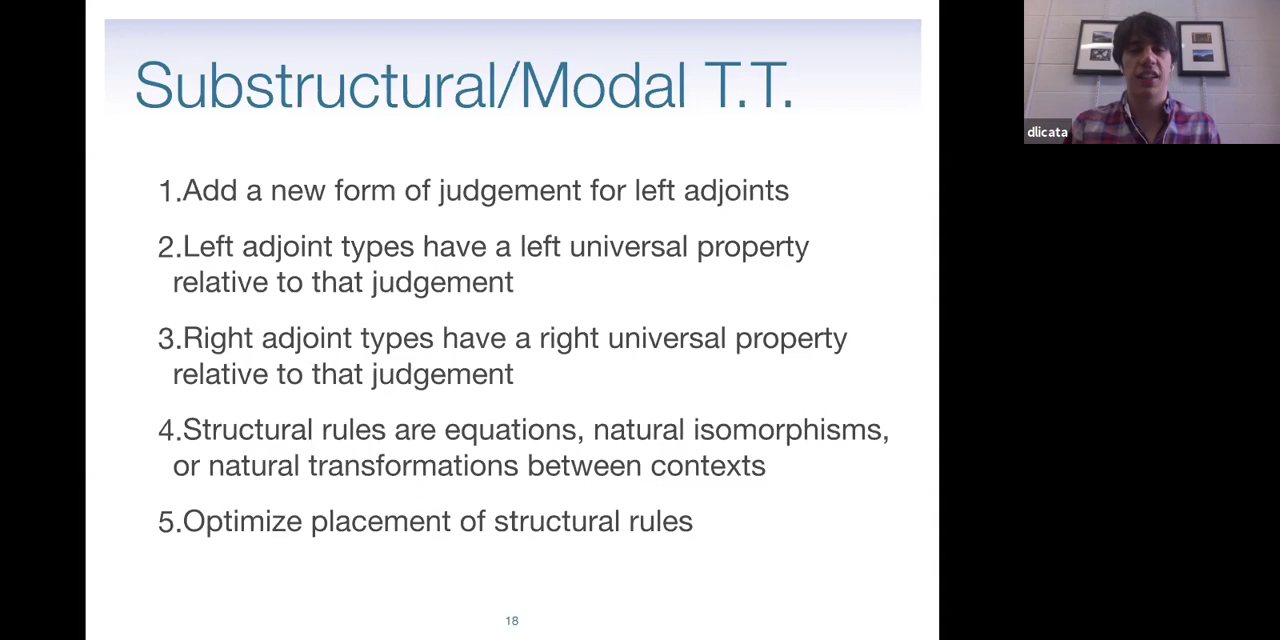 Substructural/Modal T.T.
dlicata
1.Add a new form of judgement for left adjoints
2.Left adjoint types have a left universal property
relative to that judgement
3.Right adjoint types have a right universal property
relative to that judgement
4.Structural rules are equations, natural isomorphisms,
or natural transformations between contexts
5.Optimize placement of structural rules
18